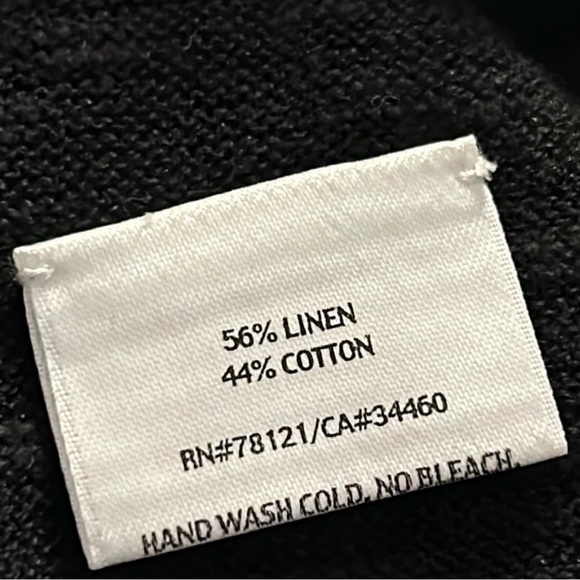 56% LINEN
44% COTTON
RN#78121/CA#34460
HAND WASH COLD. NO BLEACH.